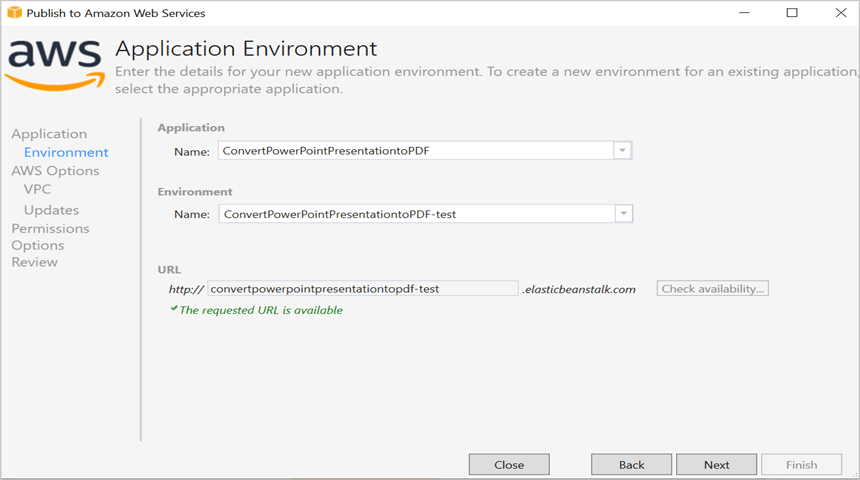 Publish to Amazon Web Services
aws
Application Environment
Enter the details for your new application environment. To create a new environment for an existing application,
select the appropriate application.
Application
Environment
AWS Options
VPC
Updates
Permissions
Options
Review
Application
Name: ConvertPowerPointPresentationtoPDF
Environment
Name: ConvertPowerPointPresentationtoPDF-test
URL
http:// convertpowerpointpresentationtopdf-test .elasticbeanstalk.com Check availability...
The requested URL is available
Close Back Next Finish